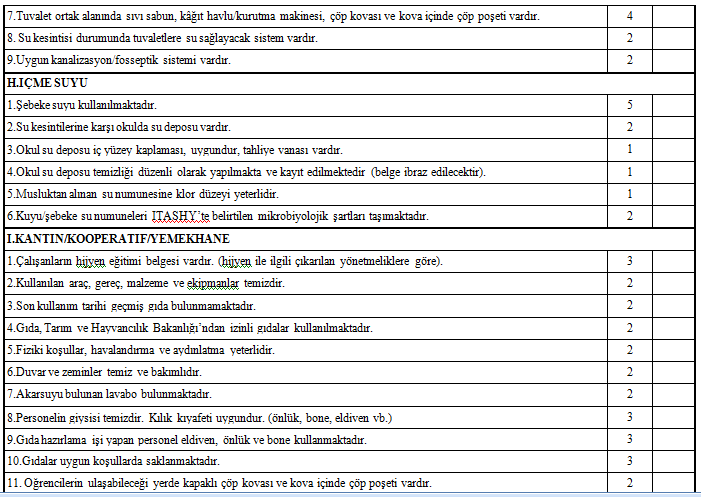 7.Tuvalet ortak alanında sıvı sabun, kâğıt havlu/kurutma makinesi, çöp kovası ve kova içinde çöp poşeti vardır. 4
8. Su kesintisi durumunda tuvaletlere su sağlayacak sistem vardır. 2
9.Uygun kanalizasyon/fosseptik sistemi vardır. 2
H.IÇME SUYU
1.Şebeke suyu kullanılmaktadır. 5
2.Su kesintilerine karşı okulda su deposu vardır. 2
3.Okul su deposu iç yüzey kaplaması, uygundur, tahliye vanası vardır. 1
4.Okul su deposu temizliği düzenli olarak yapılmakta ve kayıt edilmektedir (belge ibraz edilecektir). 1
5.Musluktan alınan su numunesine klor düzeyi yeterlidir. 1
6.Kuyu/şebeke su numuneleri ITASHY'te belirtilen mikrobiyolojik şartları taşımaktadır. 2
I.KANTIN/KOOPERATIF/YEMEKHANE
1.Çalışanların hijyen eğitimi belgesi vardır. (hijyen ile ilgili çıkarılan yönetmeliklere göre). 3
2.Kullanılan araç, gereç, malzeme ve ekipmanlar temizdir. 2
3.Son kullanım tarihi geçmiş gıda bulunmamaktadır. 2
4.Gıda, Tarım ve Hayvancılık Bakanlığı'ndan izinli gıdalar kullanılmaktadır. 2
5.Fiziki koşullar, havalandırma ve aydınlatma yeterlidir. 2
6.Duvar ve zeminler temiz ve bakımlıdır. 2
7.Akarsuyu bulunan lavabo bulunmaktadır. 2
8.Personelin giysisi temizdir. Kılık kıyafeti uygundur. (önlük, bone, eldiven vb.) 3
9.Gıda hazırlama işi yapan personel eldiven, önlük ve bone kullanmaktadır. 3
10.Gıdalar uygun koşullarda saklanmaktadır. 3
11. Öğrencilerin ulaşabileceği yerde kapaklı çöp kovası ve kova içinde çöp poşeti vardır. 2